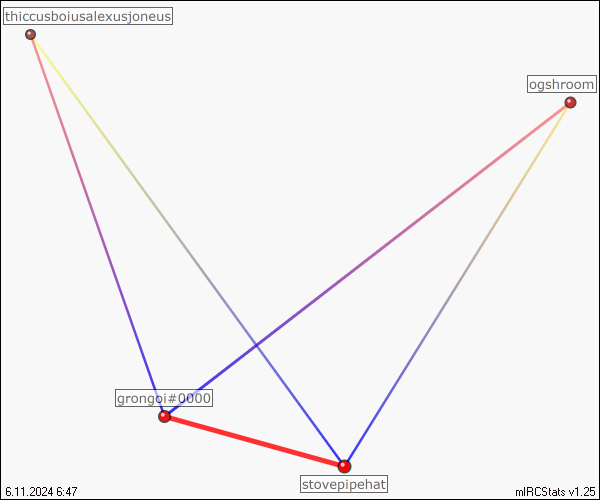 thiccusboiusalexusjoneus
ogshroom
grongoi#0000
stovepipehat
6.11.2024 6:47
mIRCStats v1.25